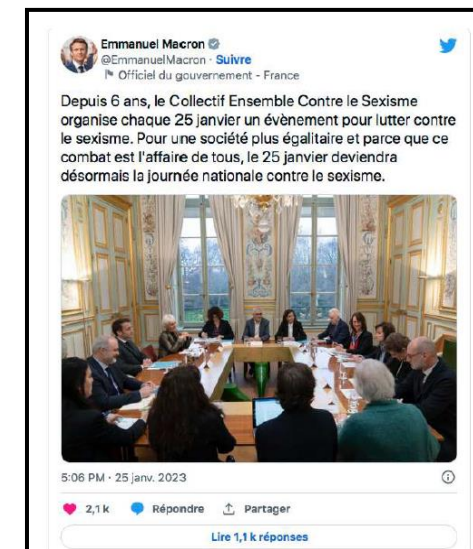 Emmanuel Macron
@EmmanuelMacron · Suivre
Officiel du gouvernement - France
Depuis 6 ans, le Collectif Ensemble Contre le Sexisme
organise chaque 25 janvier un évènement pour lutter contre
le sexisme. Pour une société plus égalitaire et parce que ce
combat est l'affaire de tous, le 25 janvier deviendra
désormais la journée nationale contre le sexisme.
5:06 PM · 25 janv. 2023
2,1 k Répondre Partager
Lire 1,1 k réponses